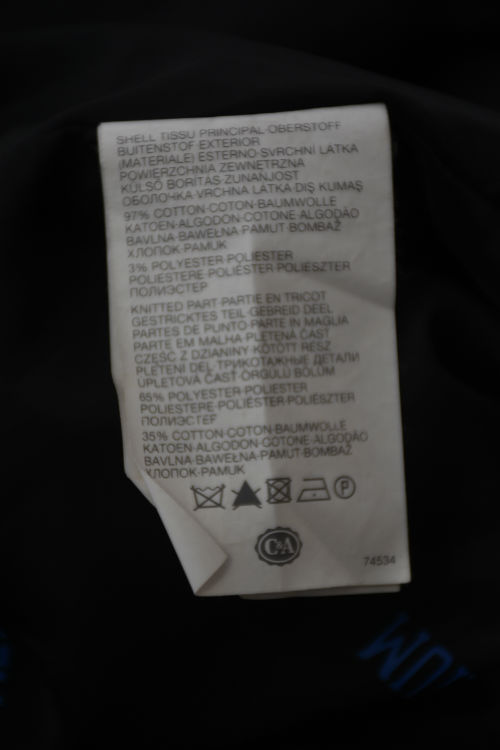 SHELL·TISSU PRINCIPAL·OBERSTOFF
BUITENSTOF·EXTERIOR
(MATERIALE) ESTERNO·SVRCHNÍ LÁTKA
POWIERZCHNIA ZEWNĘTRZNA
KÜLSŐ BORÍTÁS·ZUNANJOST
ОБОЛОЧКА·VRCHNÁ LÁTKA·DIŞ KUMAŞ
97% COTTON·COTON·BAUMWOLLE
KATOEN·ALGODÓN·COTONE·ALGODÃO
BAVLNA·BAWEŁNA·PAMUT·BOMBAŽ
ХЛОПОК·PAMUK
3% POLYESTER·POLIESTER
POLIESTERE·POLIÉSTER·POLIESZTER
ПОЛИЭСТЕР
KNITTED PART·PARTIE EN TRICOT
GESTRICKTES TEIL·GEBREID DEEL
PARTES DE PUNTO·PARTE IN MAGLIA
PARTE EM MALHA·PLETENÁ ČÁST
CZĘŚĆ Z DZIANINY·KÖTÖTT RÉSZ
PLETENI DEL·ТРИКОТАЖНЫЕ ДЕТАЛИ
ÚPLETOVÁ ČASŤ·ÖRGÜLÜ BÖLÜM
65% POLYESTER·POLIESTER
POLIESTERE·POLIÉSTER·POLIESZTER
ПОЛИЭСТЕР
35% COTTON·COTON·BAUMWOLLE
KATOEN·ALGODÓN·COTONE·ALGODÃO
BAVLNA·BAWEŁNA·PAMUT·BOMBAŽ
ХЛОПОК·PAMUK
P
C&A
74534